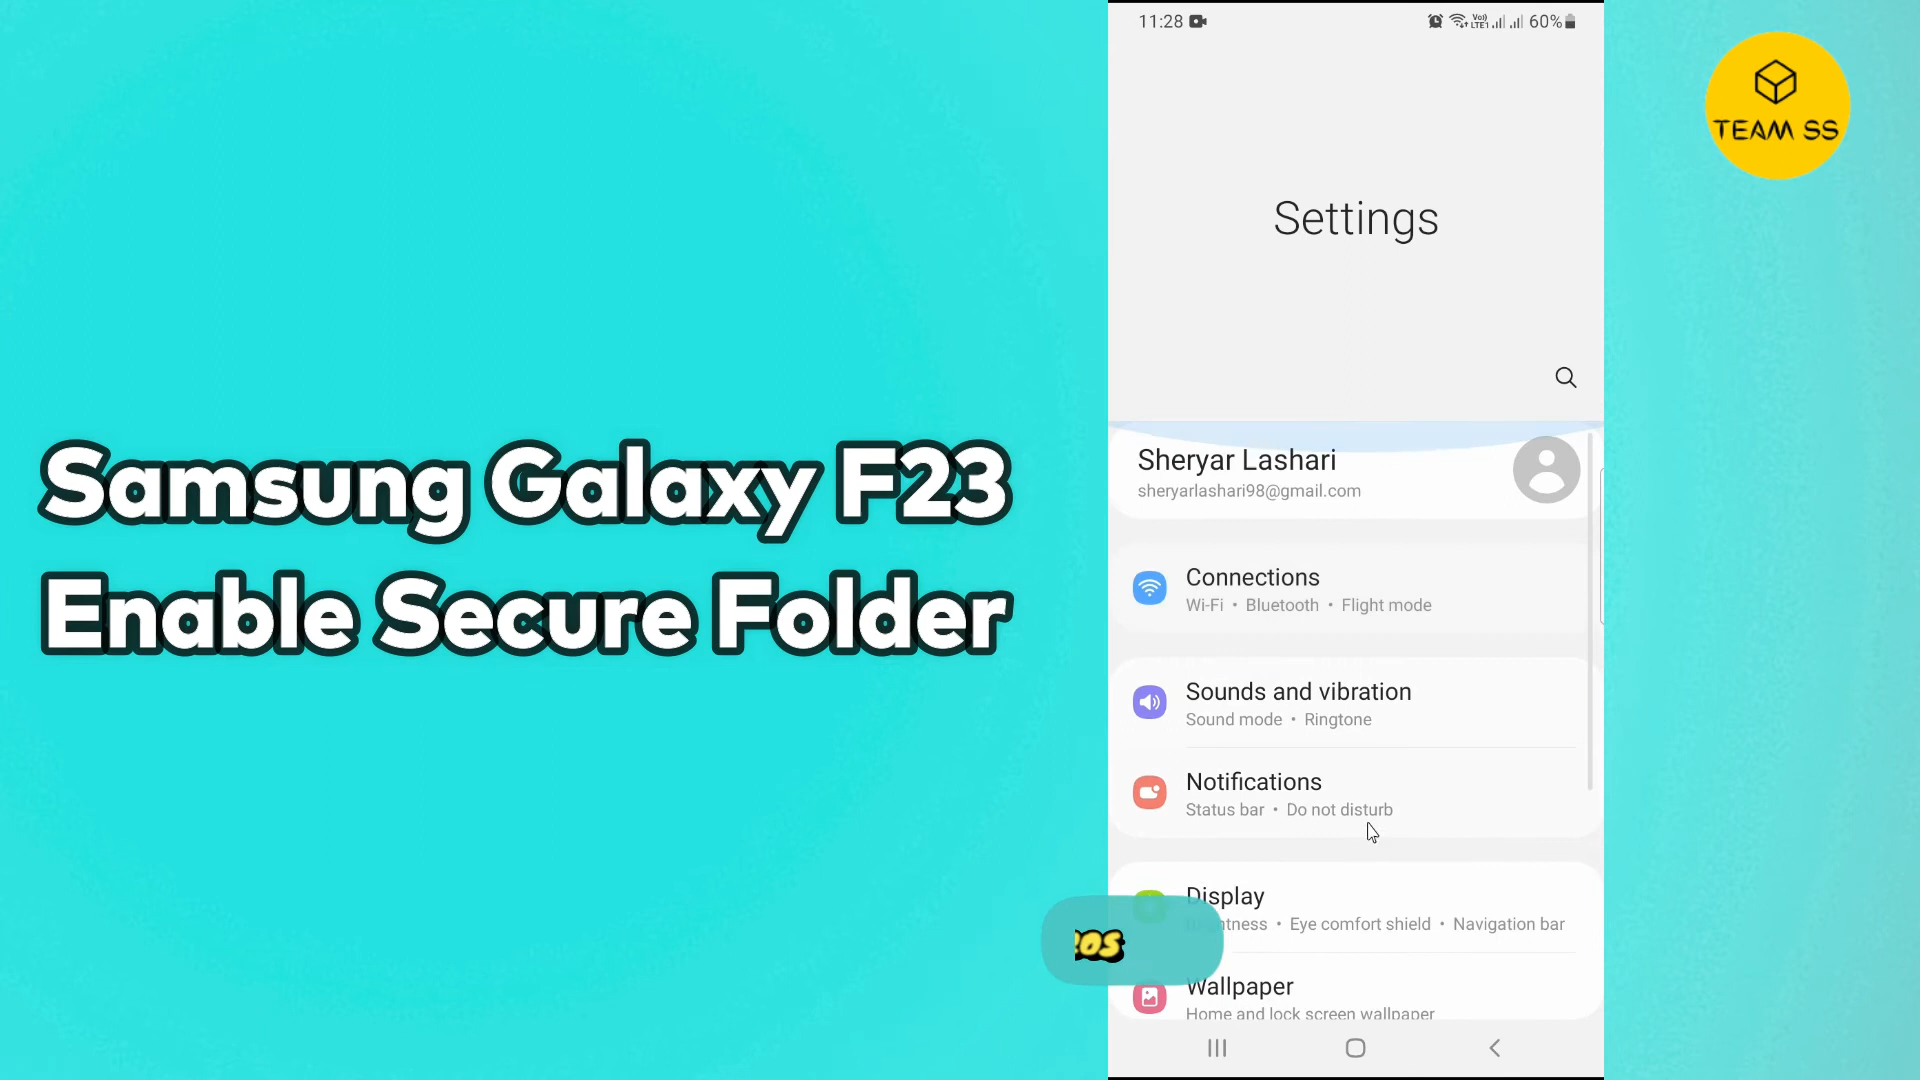 11:28
Vo) LTE1 60%
TEAM SS
Settings
Samsung Galaxy F23
Enable Secure Folder
Sheryar Lashari
sheryarlashari98@gmail.com
Connections
Wi-Fi • Bluetooth • Flight mode
Sounds and vibration
Sound mode • Ringtone
Notifications
Status bar • Do not disturb
Display
Eye comfort shield • Navigation bar
Wallpaper
Home and lock screen wallpaper